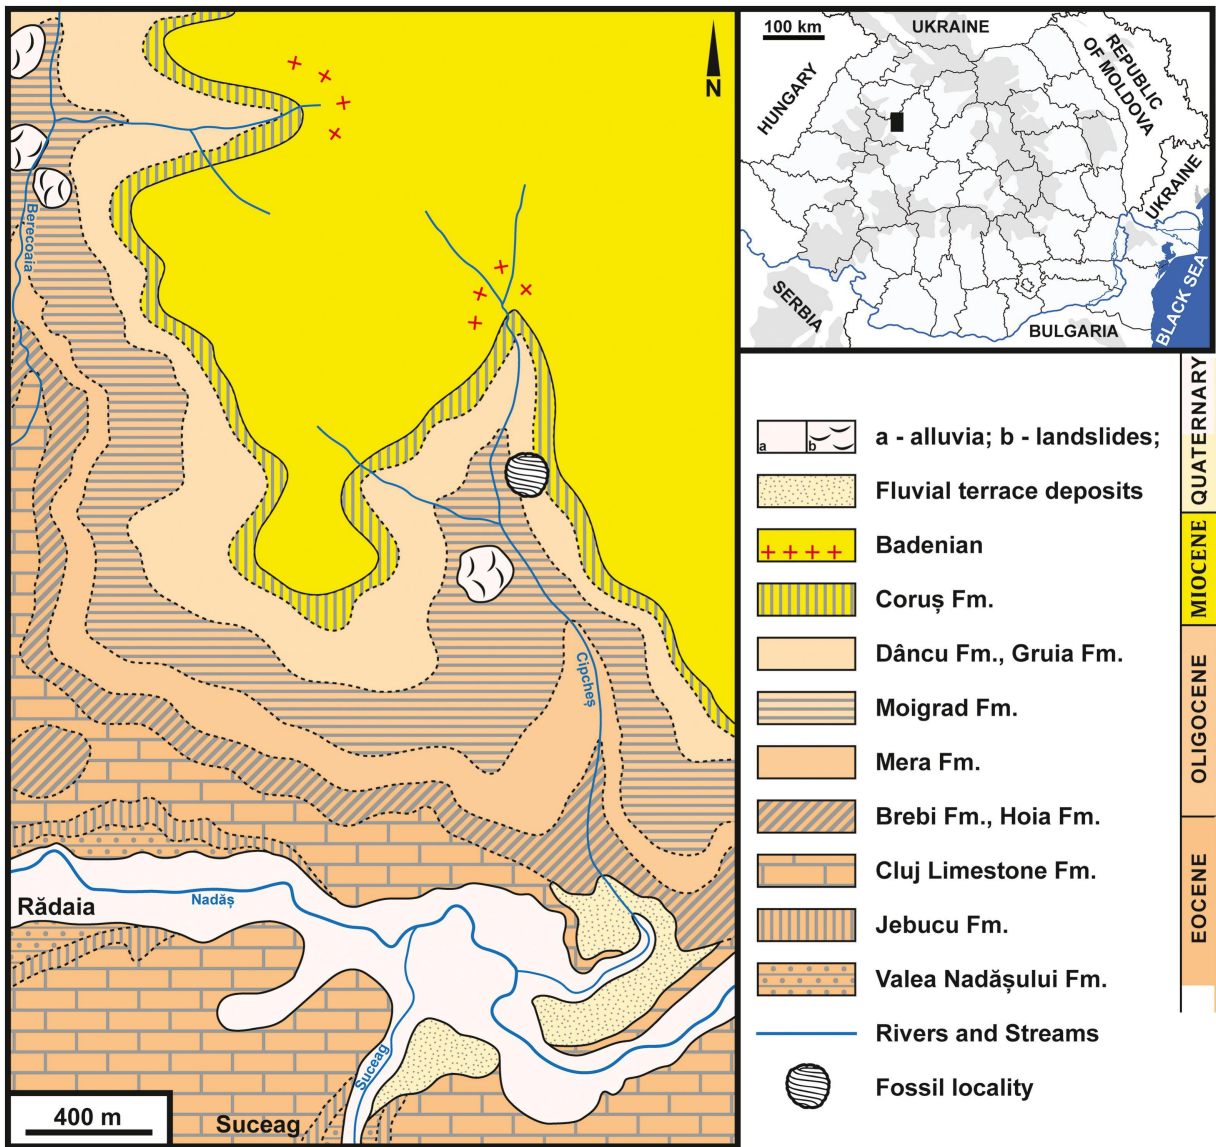 N
Berecoaia
Cipcheș
Rădaia
Nadăș
Suceag
Suceag
400 m
100 km
UKRAINE
HUNGARY
REPUBLIC
OF MOLDOVA
UKRAINE
SERBIA
BULGARIA
BLACK SEA
a b a - alluvia; b - landslides;
Fluvial terrace deposits
Badenian
Coruș Fm.
Dâncu Fm., Gruia Fm.
Moigrad Fm.
Mera Fm.
Brebi Fm., Hoia Fm.
Cluj Limestone Fm.
Jebucu Fm.
Valea Nadășului Fm.
Rivers and Streams
Fossil locality
QUATERNARY
MIOCENE
OLIGOCENE
EOCENE